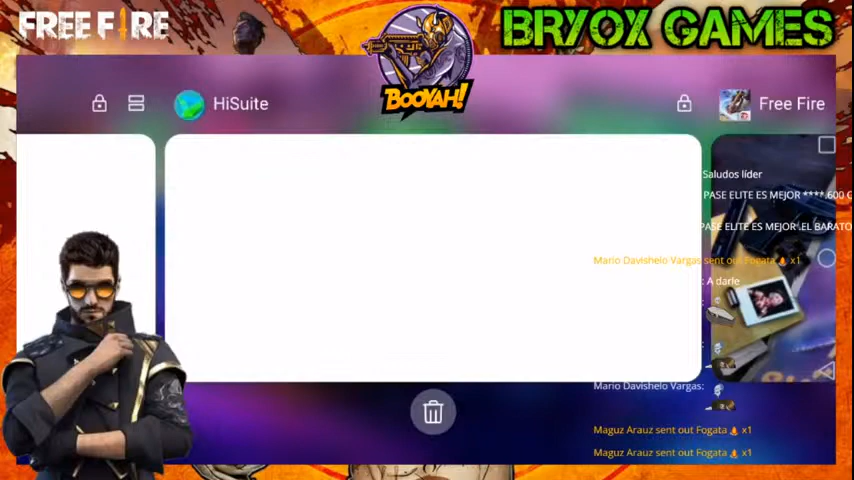 FREE FIRE
BOOYAH!
BRYOX GAMES
HiSuite
Free Fire
Saludos líder
PASE ELITE ES MEJOR ****.600
PASE ELITE ES MEJOR .EL BARATO
Mario Davishelo Vargas sent out Fogata x1
: A darle
:
:
Mario Davishelo Vargas:
Maguz Arauz sent out Fogata x1
Maguz Arauz sent out Fogata x1